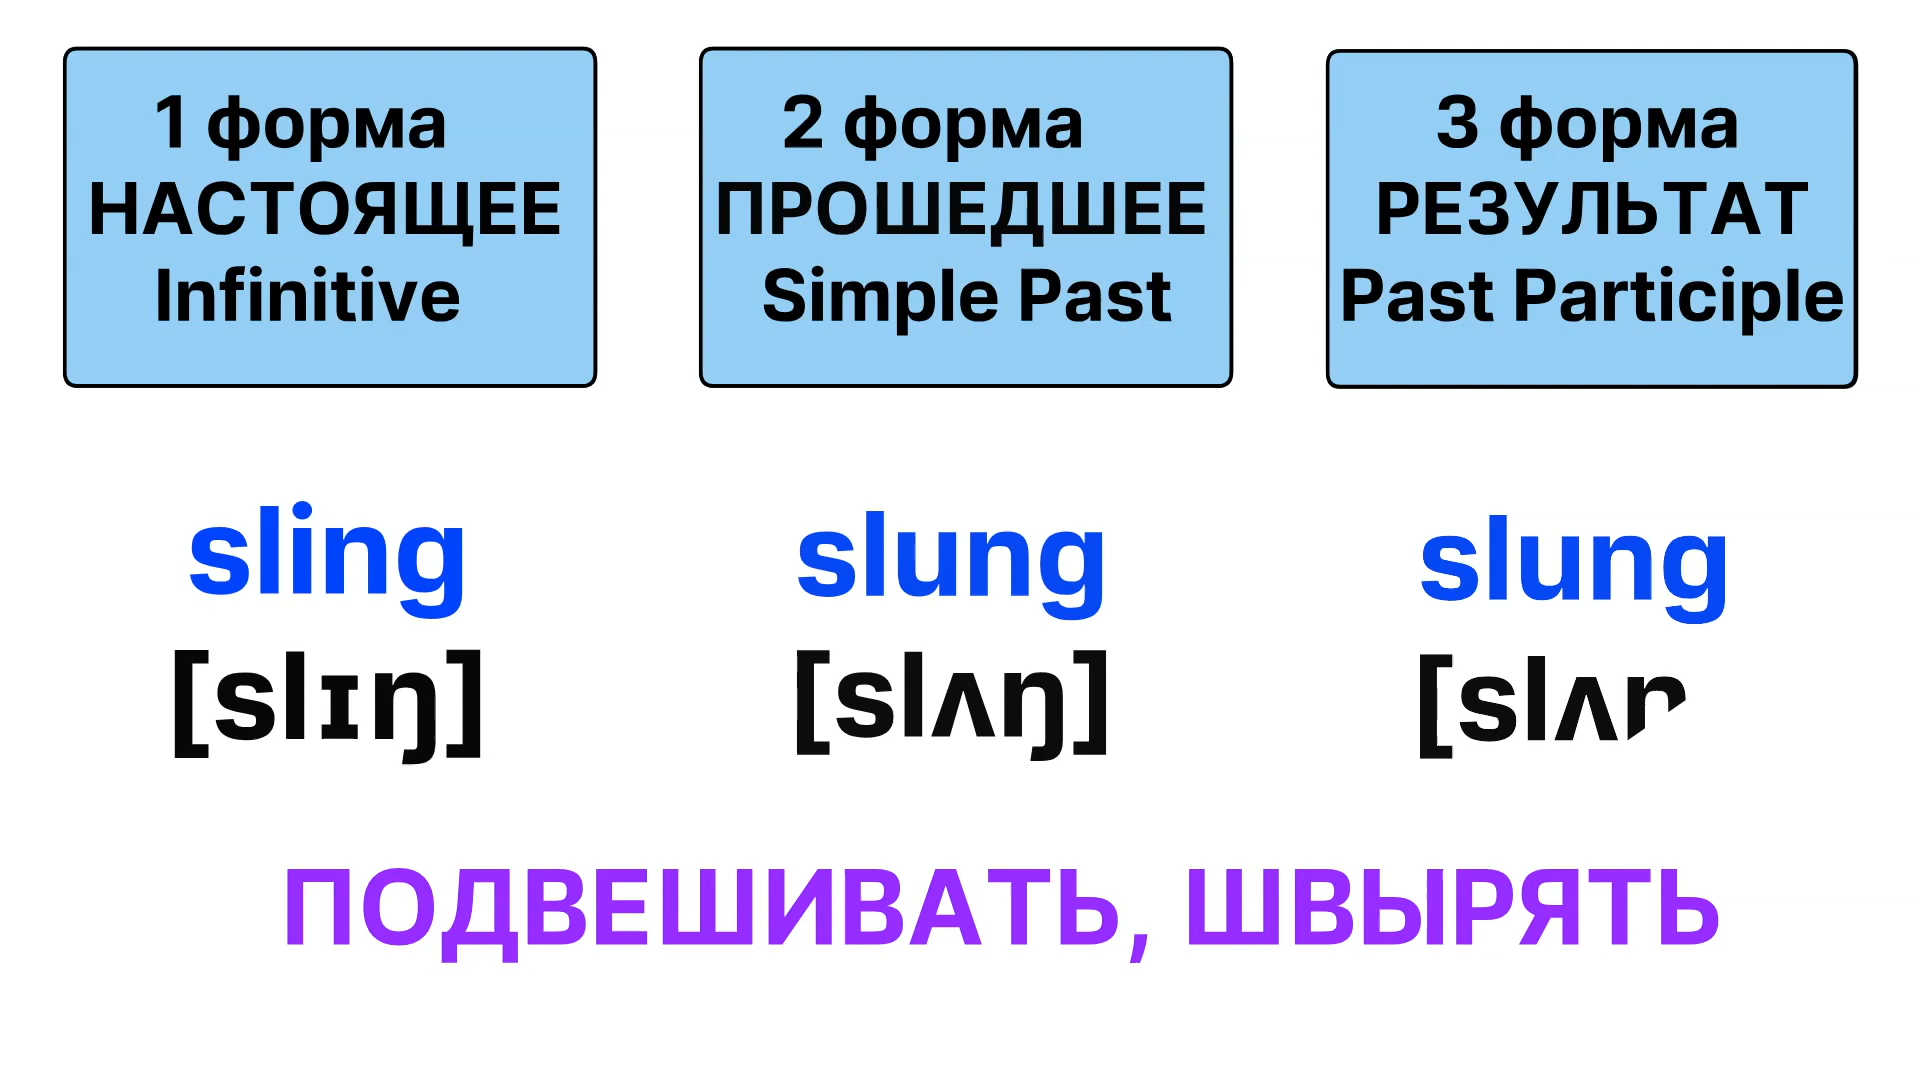 1 форма
НАСТОЯЩЕЕ
Infinitive
2 форма
ПРОШЕДШЕЕ
Simple Past
3 форма
РЕЗУЛЬТАТ
Past Participle
sling
[slɪŋ]
slung
[slʌŋ]
slung
ПОДВЕШИВАТЬ, ШВЫРЯТЬ